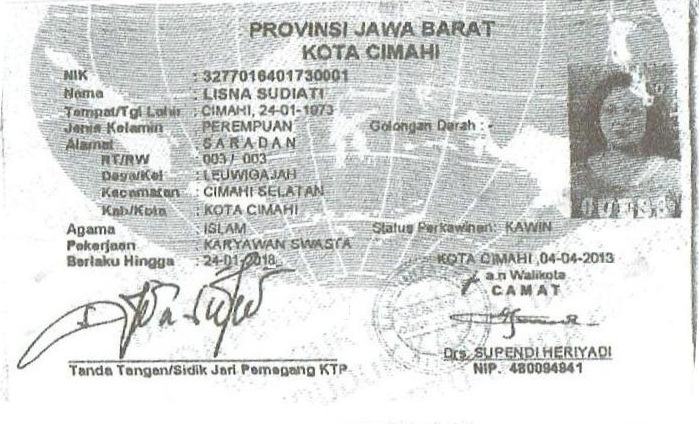 PROVINSI JAWA BARAT
KOTA CIMAHI
NIK : 3277016401730001
Nama : LISNA SUDIATI
Tempat/Tgl Lahir : CIMAHI, 24-01-1973
Jenis Kelamin : PEREMPUAN Golongan Darah : -
Alamat : SARADAN
RT/RW : 003 / 003
Desa/Kel : LEUWIGAJAH
Kecamatan : CIMAHI SELATAN
Kab/Kota : KOTA CIMAHI
Agama : ISLAM Status Perkawinan: KAWIN
Pekerjaan : KARYAWAN SWASTA
Berlaku Hingga : 24-01-2018 KOTA CIMAHI ,04-04-2013
a.n Walikota
CAMAT
Drs. SUPENDI HERIYADI
Tanda Tangan/Sidik Jari Pemegang KTP NIP. 480094941